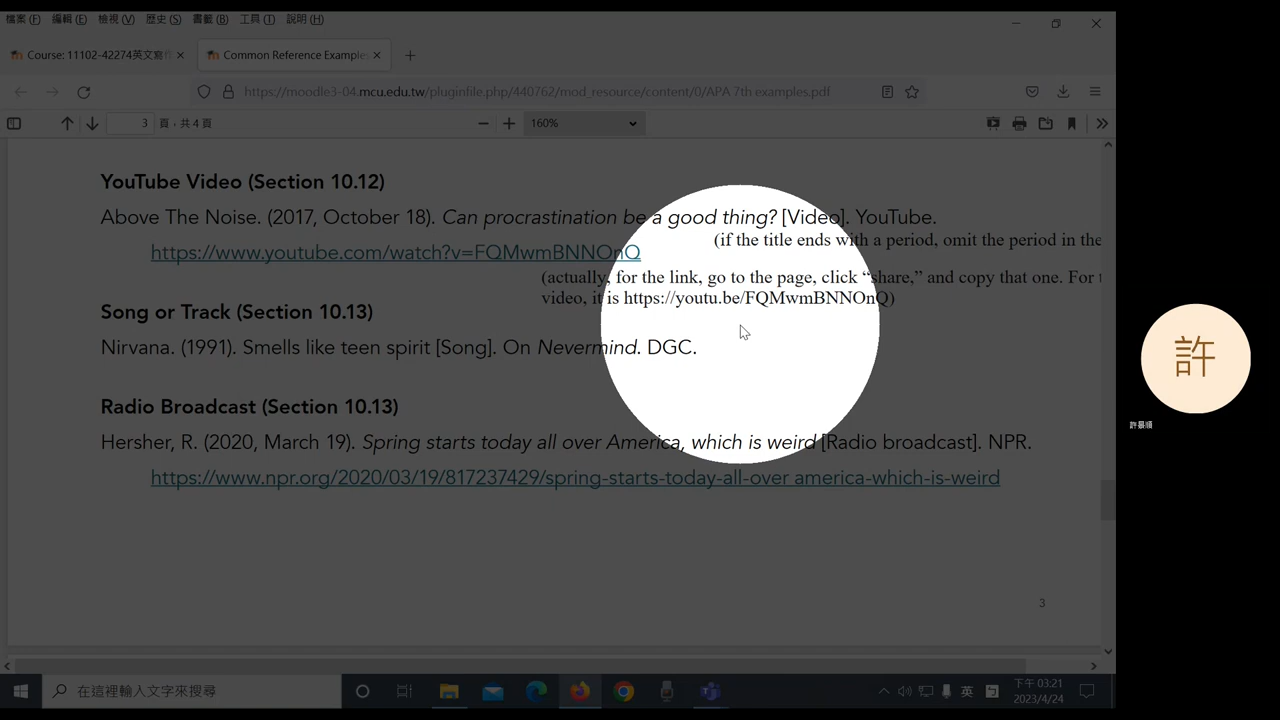 檔案 (F) 編輯 (E) 檢視 (V) 歷史 (S) 書籤 (B) 工具 (T) 說明 (H)
Course: 11102-42274英文寫作
Common Reference Examples
https://moodle3-04.mcu.edu.tw/pluginfile.php/440762/mod_resource/content/0/APA 7th examples.pdf
3 頁，共 4 頁
160%
YouTube Video (Section 10.12)
Above The Noise. (2017, October 18). Can procrastination be a good thing? [Video]. YouTube.
(if the title ends with a period, omit the period in the
https://www.youtube.com/watch?v=FQMwmBNNOnQ
(actually, for the link, go to the page, click “share,” and copy that one. For
video, it is https://youtu.be/FQMwmBNNOnQ)
Song or Track (Section 10.13)
Nirvana. (1991). Smells like teen spirit [Song]. On Nevermind. DGC.
Radio Broadcast (Section 10.13)
Hersher, R. (2020, March 19). Spring starts today all over America, which is weird [Radio broadcast]. NPR.
https://www.npr.org/2020/03/19/817237429/spring-starts-today-all-over america-which-is-weird
3
許
許景順
在這裡輸入文字來搜尋
英
下午 03:21
2023/4/24